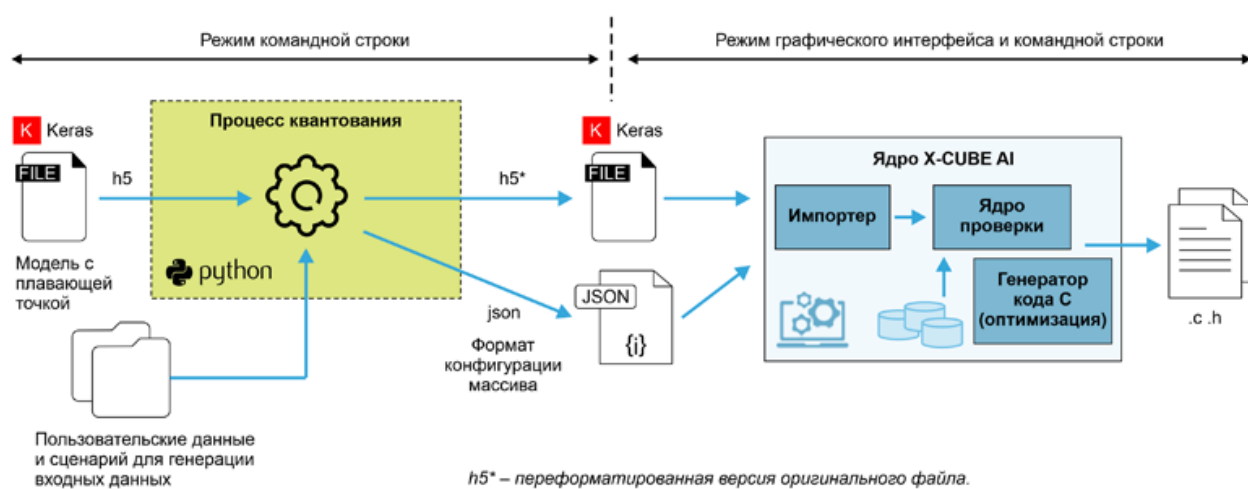 Режим командной строки
Режим графического интерфейса и командной строки
K Keras
FILE
h5
Модель с
плавающей
точкой
Процесс квантования
python
h5*
json
Формат
конфигурации
массива
Пользовательские данные
и сценарий для генерации
входных данных
K Keras
FILE
JSON
{i}
Ядро X-CUBE AI
Импортер
Ядро
проверки
Генератор
кода С
(оптимизация)
.c .h
h5* – переформатированная версия оригинального файла.